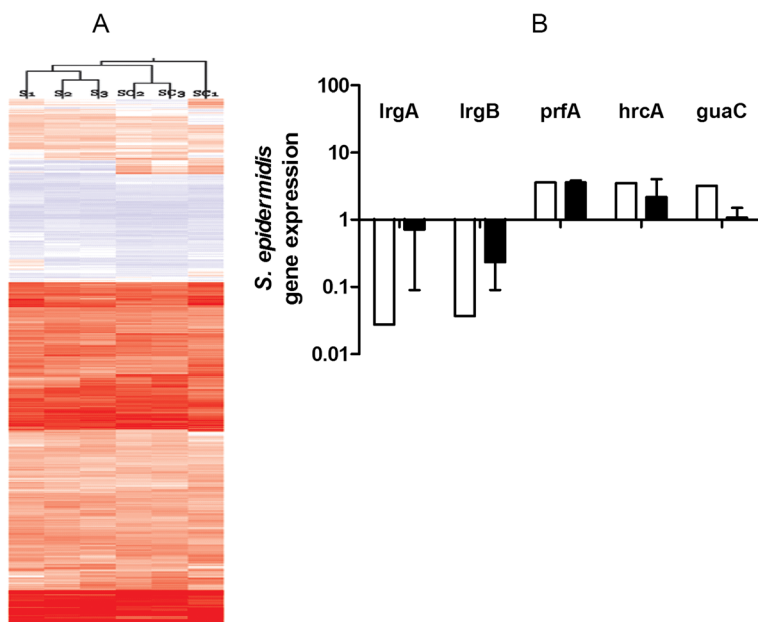 A
B
S1 S2 S3 SC2 SC3 SC1
S. epidermidis
gene expression
100
10
1
0.1
0.01
lrgA lrgB prfA hrcA guaC